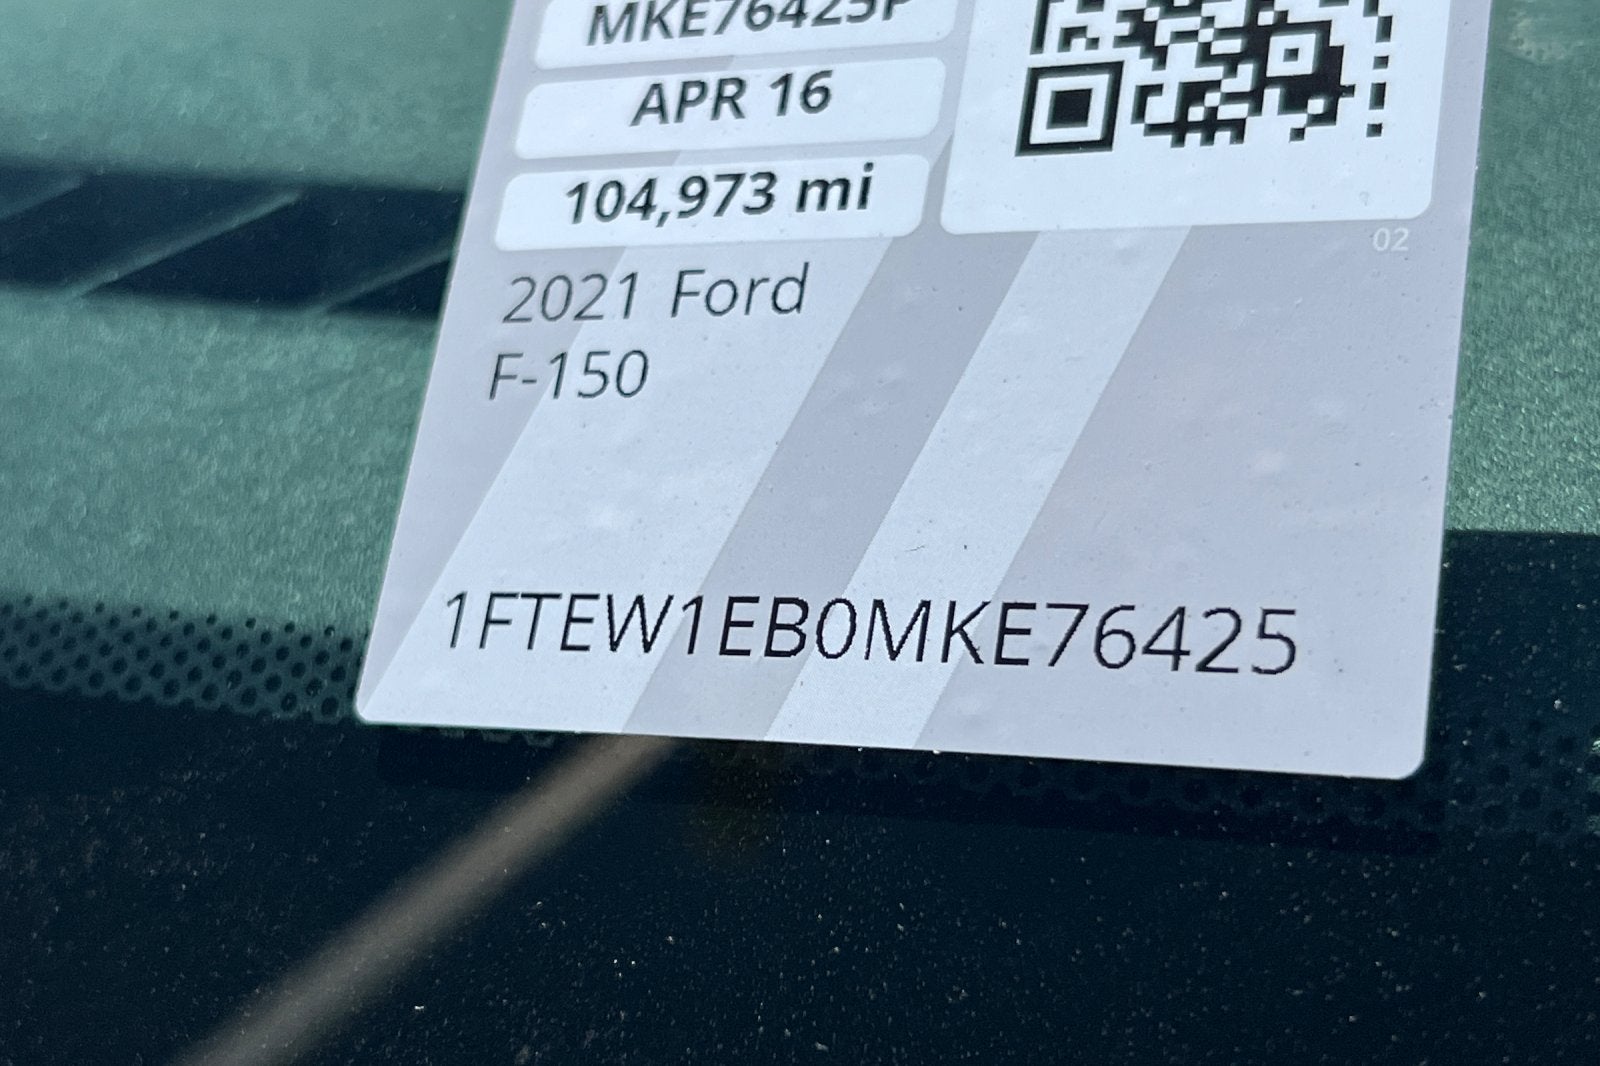 MKE76425P
APR 16
104,973 mi
02
2021 Ford
F-150
1FTEW1EB0MKE76425